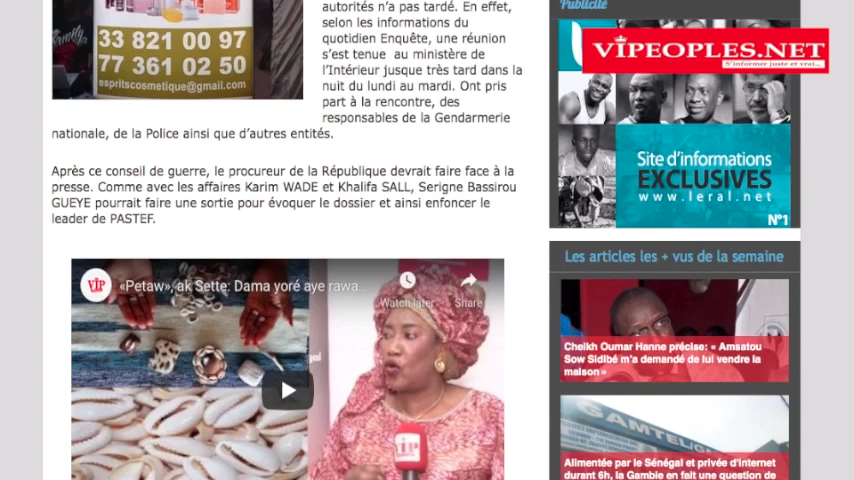 33 821 00 97
77 361 02 50
espritscosmetique@gmail.com
autorités n'a pas tardé. En effet,
selon les informations du
quotidien Enquête, une réunion
s'est tenue au ministère de
l'Intérieur jusque très tard dans la
nuit du lundi au mardi. Ont pris
part à la rencontre, des
responsables de la Gendarmerie
nationale, de la Police ainsi que d'autres entités.
Après ce conseil de guerre, le procureur de la République devrait faire face à la
presse. Comme avec les affaires Karim WADE et Khalifa SALL, Serigne Bassirou
GUEYE pourrait faire une sortie pour évoquer le dossier et ainsi enfoncer le
leader de PASTEF.
VIP
«Petaw», ak Sette: Dama yoré aye rawa...
Watch later
Share
VIP
Publicité
VIPEOPLES.NET
S'informer juste et vrai...
Site d'informations
EXCLUSIVES
www.leral.net
N°1
Les articles les + vus de la semaine
Cheikh Oumar Hanne précise: « Amsatou
Sow Sidibé m'a demandé de lui vendre la
maison »
GAMTEL/GA
Alimentée par le Sénégal et privée d'internet
durant 6h, la Gambie en fait une question de